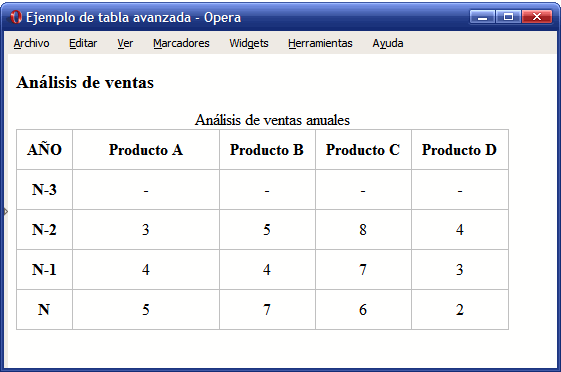 Ejemplo de tabla avanzada - Opera
Archivo Editar Ver Marcadores Widgets Herramientas Ayuda
Análisis de ventas
Análisis de ventas anuales
AÑO Producto A Producto B Producto C Producto D
N-3 - - - -
N-2 3 5 8 4
N-1 4 4 7 3
N 5 7 6 2